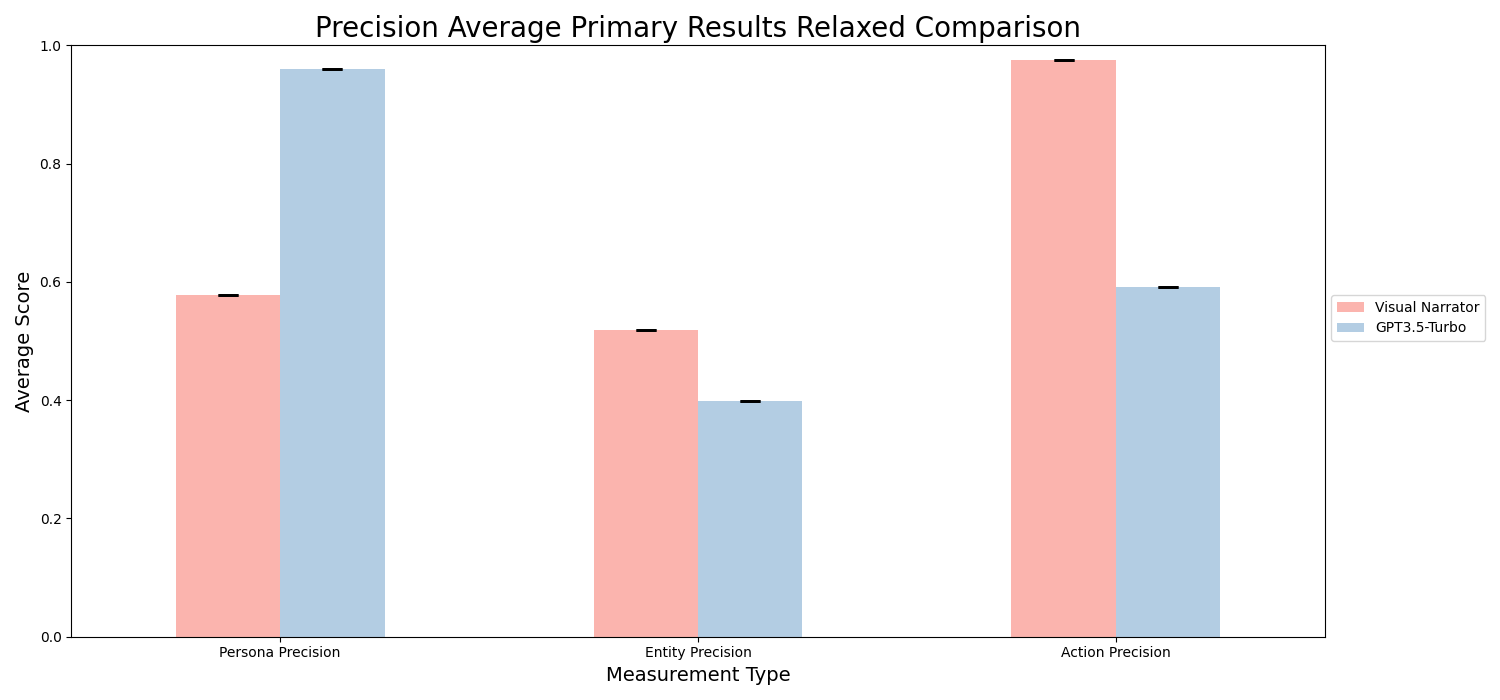 Precision Average Primary Results Relaxed Comparison
1.0
0.8
0.6
0.4
0.2
0.0
Average Score
Persona Precision
Entity Precision
Action Precision
Measurement Type
Visual Narrator
GPT3.5-Turbo